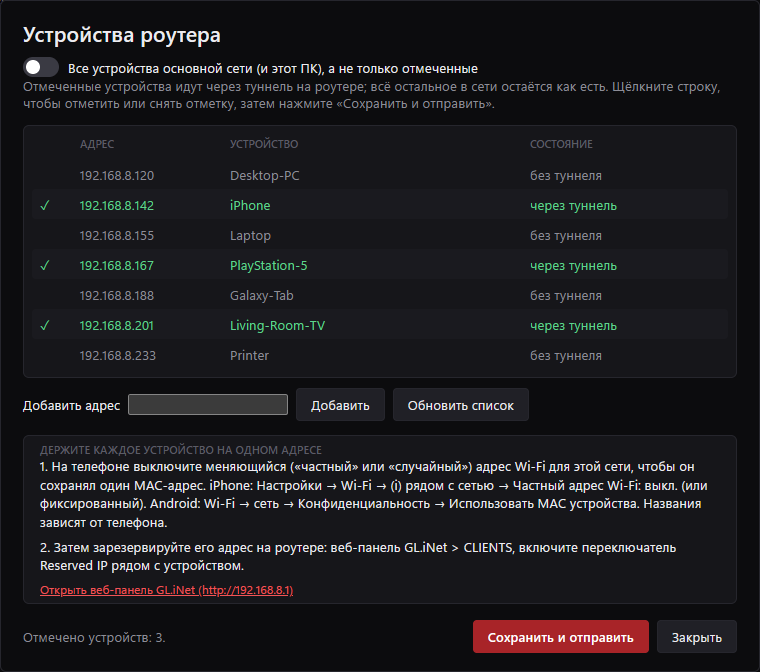 Устройства роутера
Все устройства основной сети (и этот ПК), а не только отмеченные
Отмеченные устройства идут через туннель на роутере; всё остальное в сети остаётся как есть. Щёлкните строку,
чтобы отметить или снять отметку, затем нажмите «Сохранить и отправить».
АДРЕС УСТРОЙСТВО СОСТОЯНИЕ
192.168.8.120 Desktop-PC без туннеля
✓ 192.168.8.142 iPhone через туннель
192.168.8.155 Laptop без туннеля
✓ 192.168.8.167 PlayStation-5 через туннель
192.168.8.188 Galaxy-Tab без туннеля
✓ 192.168.8.201 Living-Room-TV через туннель
192.168.8.233 Printer без туннеля
Добавить адрес Добавить Обновить список
ДЕРЖИТЕ КАЖДОЕ УСТРОЙСТВО НА ОДНОМ АДРЕСЕ
1. На телефоне выключите меняющийся («частный» или «случайный») адрес Wi-Fi для этой сети, чтобы он
сохранял один MAC-адрес. iPhone: Настройки → Wi-Fi → (i) рядом с сетью → Частный адрес Wi-Fi: выкл. (или
фиксированный). Android: Wi-Fi → сеть → Конфиденциальность → Использовать MAC устройства. Названия
зависят от телефона.
2. Затем зарезервируйте его адрес на роутере: веб-панель GL.iNet > CLIENTS, включите переключатель
Reserved IP рядом с устройством.
Открыть веб-панель GL.iNet (http://192.168.8.1)
Отмечено устройств: 3. Сохранить и отправить Закрыть